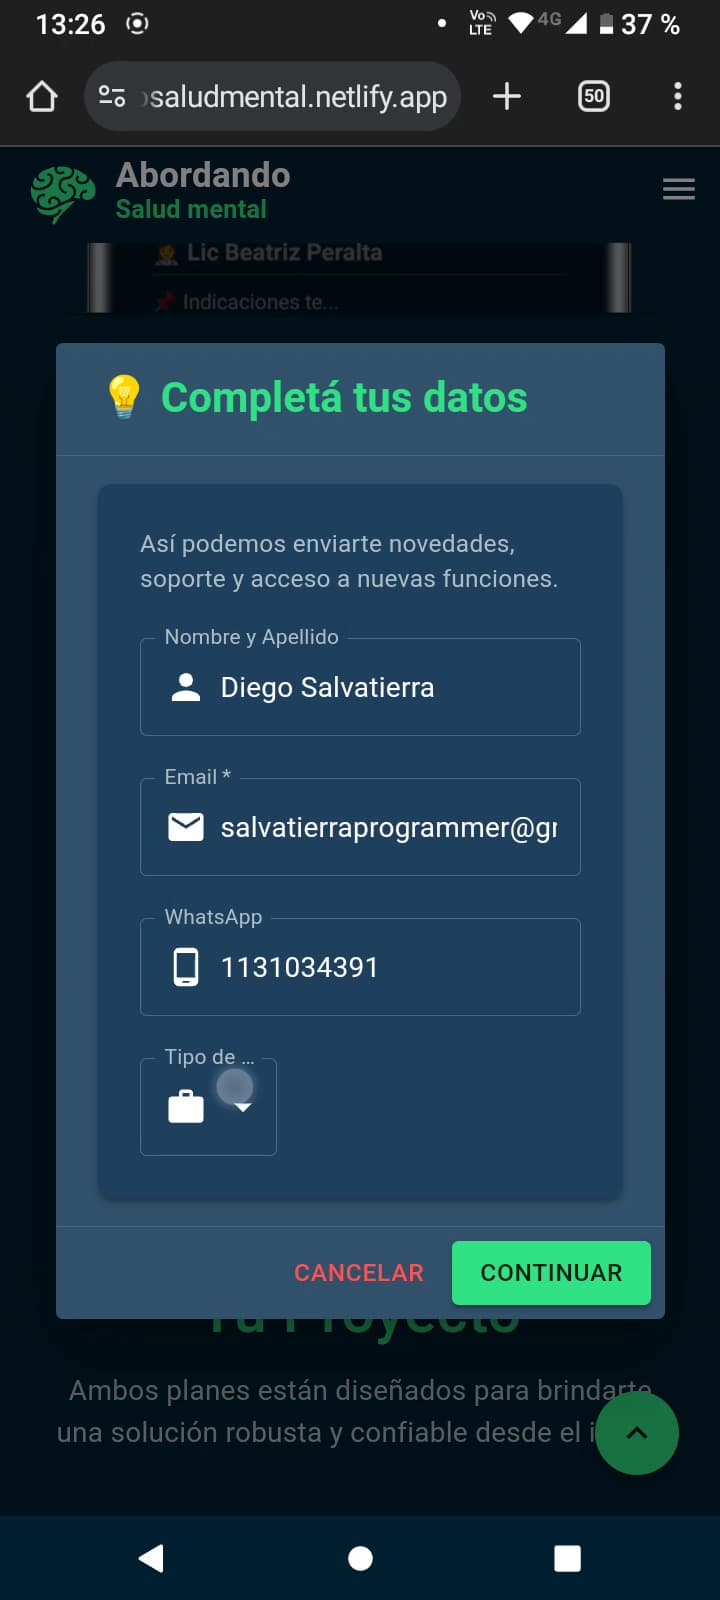 13:26
Vo LTE 4G 37 %
saludmental.netlify.app
50
Abordando
Salud mental
Lic Beatriz Peralta
Indicaciones te...
Completá tus datos
Así podemos enviarte novedades,
soporte y acceso a nuevas funciones.
Nombre y Apellido
Diego Salvatierra
Email *
salvatierraprogrammer@gr
WhatsApp
1131034391
Tipo de ...
CANCELAR CONTINUAR
Tu Proyecto
Ambos planes están diseñados para brindarte
una solución robusta y confiable desde el i